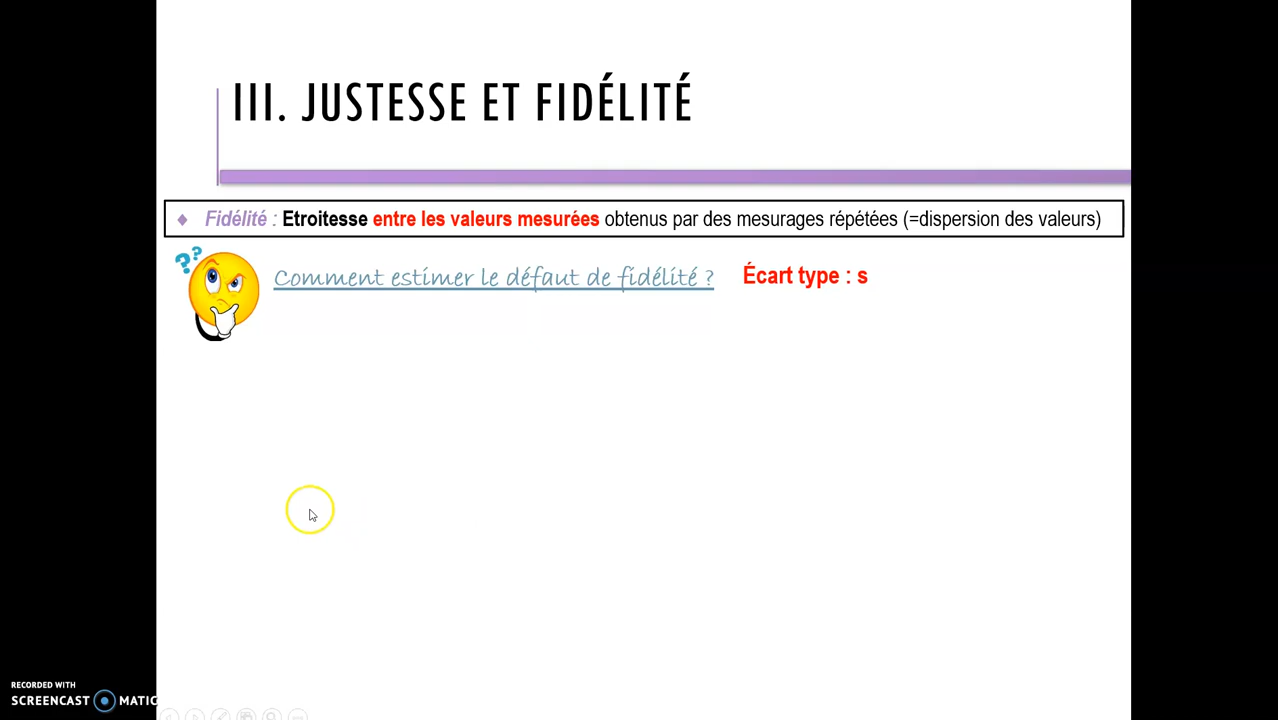 III. JUSTESSE ET FIDÉLITÉ
♦ Fidélité : Etroitesse entre les valeurs mesurées obtenus par des mesurages répétées (=dispersion des valeurs)
??
Comment estimer le défaut de fidélité ? Écart type : s
RECORDED WITH
SCREENCAST MATIC